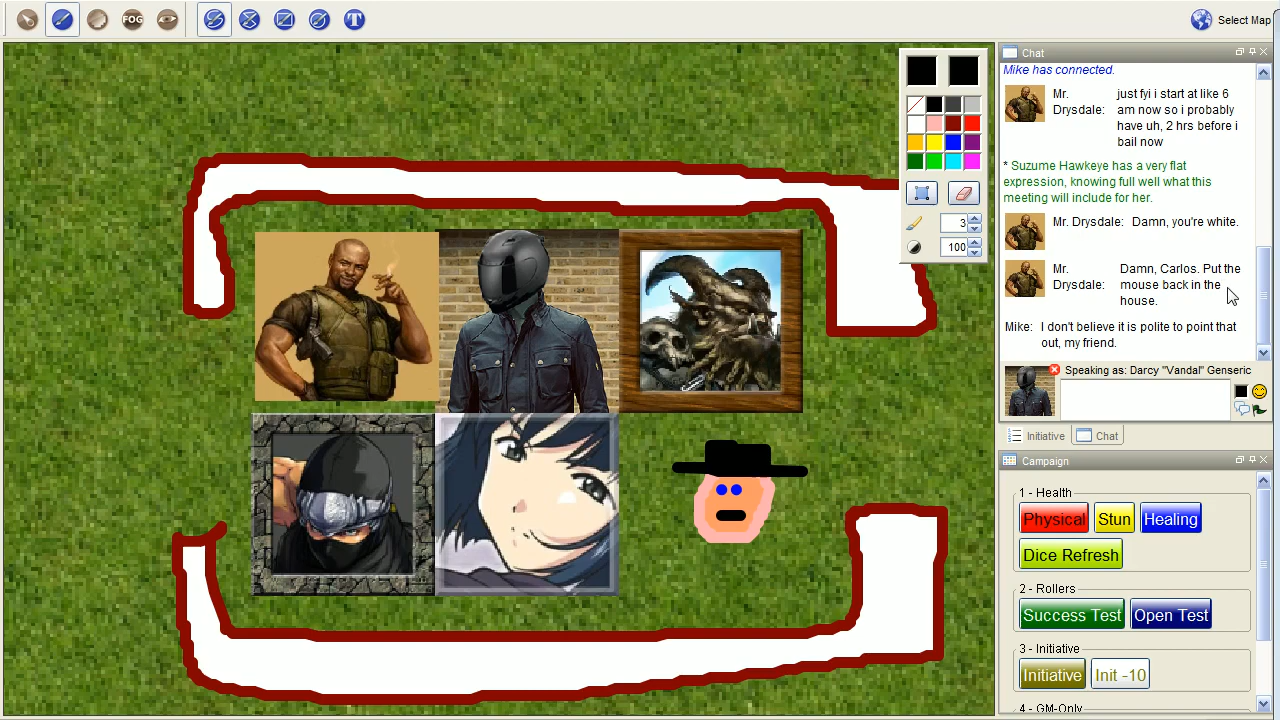 FOG
T
Select Map
Chat
Mike has connected.
Mr. Drysdale:
just fyi i start at like 6
am now so i probably
have uh, 2 hrs before i
bail now
* Suzume Hawkeye has a very flat
expression, knowing full well what this
meeting will include for her.
Mr. Drysdale: Damn, you're white.
Mr. Drysdale:
Damn Carlos. Put the
mouse back in the
house.
Mike: I don't believe it is polite to point that
out, my friend.
3
100
Speaking as: Darcy "Vandal" Genseric
Initiative
Chat
Campaign
1 - Health
Physical
Stun
Healing
Dice Refresh
2 - Rollers
Success Test
Open Test
3 - Initiative
Initiative
Init -10
4 - GM-Only